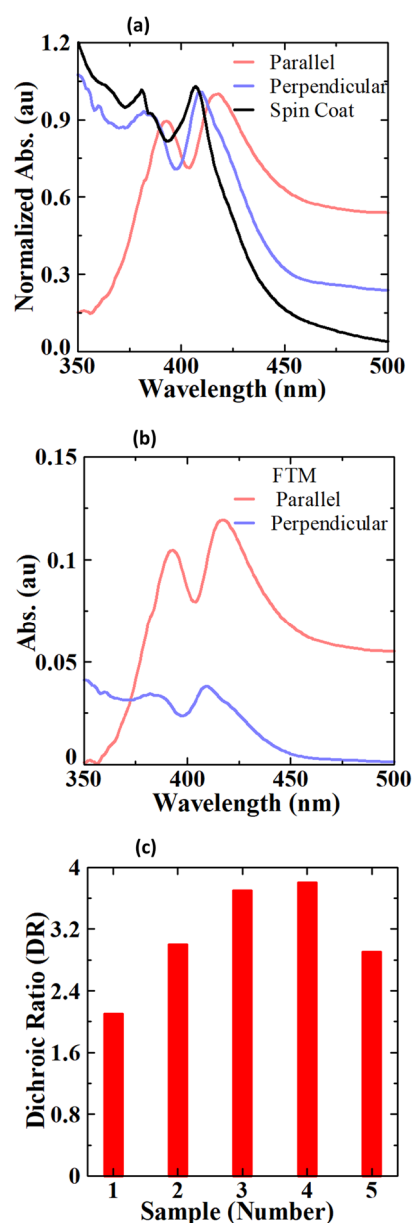 (a)
1.2
0.9
0.6
0.3
0.0
Normalized Abs. (au)
Parallel
Perpendicular
Spin Coat
350 400 450 500
Wavelength (nm)
(b)
0.15
0.1
0.05
0
Abs. (au)
FTM
Parallel
Perpendicular
350 400 450 500
Wavelength (nm)
(c)
4
3.2
2.4
1.6
0.8
0
Dichroic Ratio (DR)
1 2 3 4 5
Sample (Number)